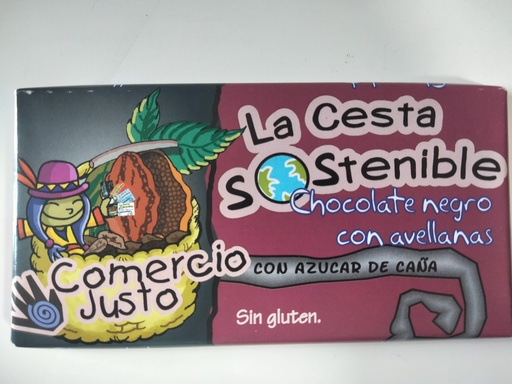 La Cesta
SOStenible
Chocolate negro
con avellanas
Comercio
Justo
CON AZUCAR DE CAÑA
Sin gluten.